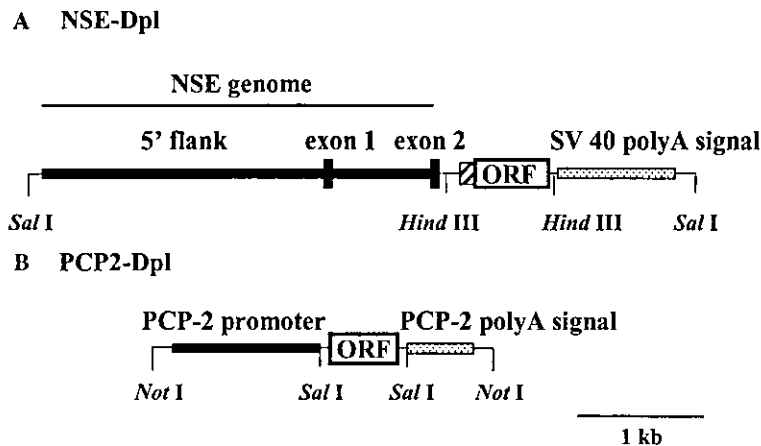 A NSE-Dpl
NSE genome
5' flank exon 1 exon 2 SV 40 polyA signal
ORF
Sal I Hind III Hind III Sal I
B PCP2-Dpl
PCP-2 promoter PCP-2 polyA signal
ORF
Not I Sal I Sal I Not I
1 kb